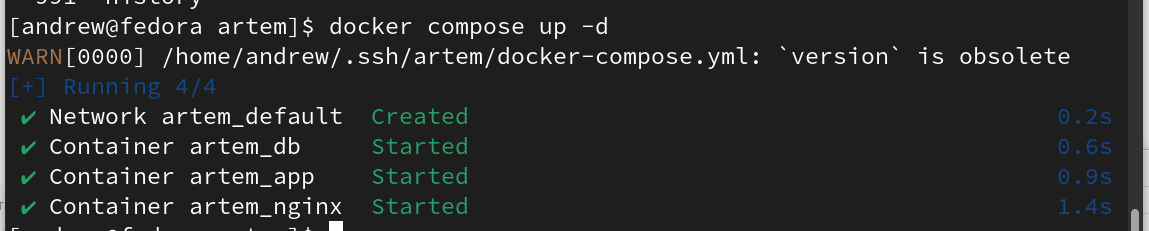 [andrew@fedora artem]$ docker compose up -d
WARN[0000] /home/andrew/.ssh/artem/docker-compose.yml: `version` is obsolete
[+] Running 4/4
✔ Network artem_default Created 0.2s
✔ Container artem_db Started 0.6s
✔ Container artem_app Started 0.9s
✔ Container artem_nginx Started 1.4s